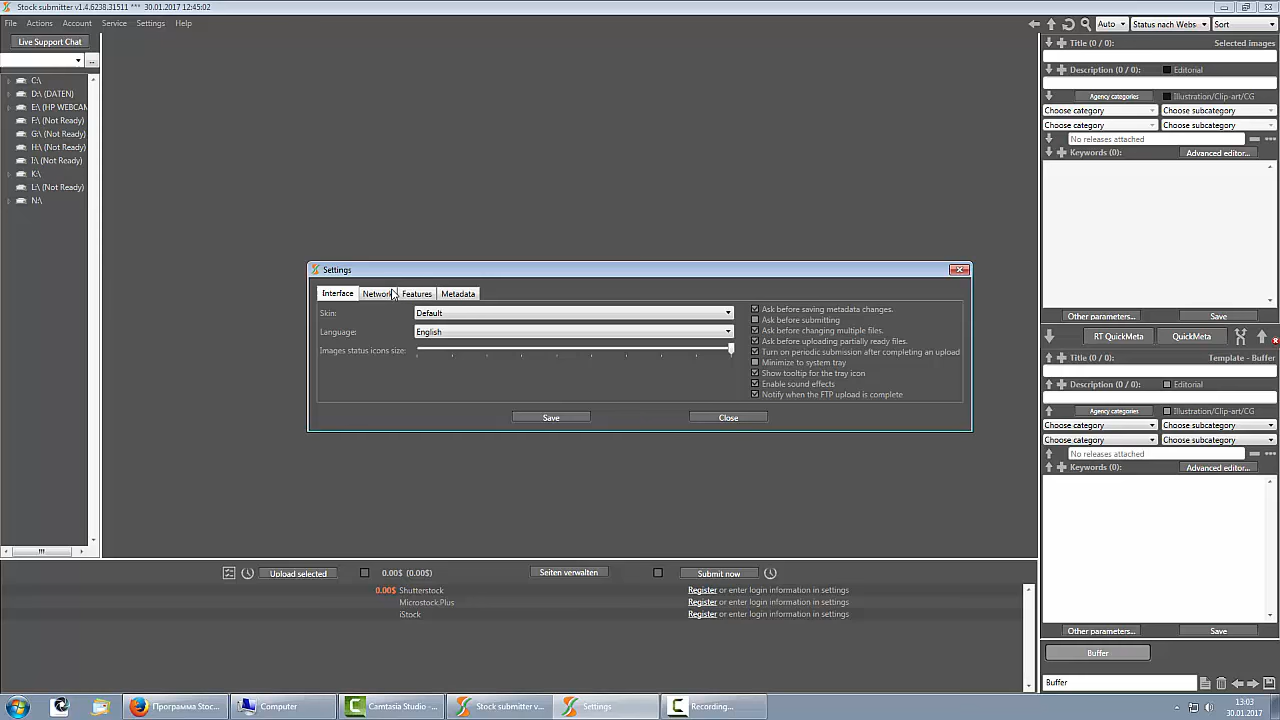 Stock submitter v1.4.6238.31511 *** 30.01.2017 12:45:02
File Actions Account Service Settings Help
Auto Status nach Webs Sort
Live Support Chat
...
C:\
D:\ (DATEN)
E:\ (HP WEBCAM
F:\ (Not Ready)
G:\ (Not Ready)
H:\ (Not Ready)
I:\ (Not Ready)
K:\
L:\ (Not Ready)
N:\
Title (0 / 0): Selected images
Description (0 / 0): Editorial
Agency categories Illustration/Clip-art/CG
Choose category Choose subcategory
Choose category Choose subcategory
No releases attached
Keywords (0): Advanced editor...
Other parameters... Save
RT QuickMeta QuickMeta
Title (0 / 0): Template - Buffer
Description (0 / 0): Editorial
Agency categories Illustration/Clip-art/CG
Choose category Choose subcategory
Choose category Choose subcategory
No releases attached
Keywords (0): Advanced editor...
Other parameters... Save
Buffer
Buffer
Settings
Interface Network Features Metadata
Skin: Default
Language: English
Images status icons size:
Ask before saving metadata changes.
Ask before submitting
Ask before changing multiple files.
Ask before uploading partially ready files.
Turn on periodic submission after completing an upload
Minimize to system tray
Show tooltip for the tray icon
Enable sound effects
Notify when the FTP upload is complete
Save Close
Upload selected 0.00$ (0.00$) Seiten verwalten Submit now
0.00$ Shutterstock Register or enter login information in settings
Microstock.Plus Register or enter login information in settings
iStock Register or enter login information in settings
Программа Stoc... Computer Camtasia Studio -... Stock submitter v... Settings Recording...
13:03
30.01.2017